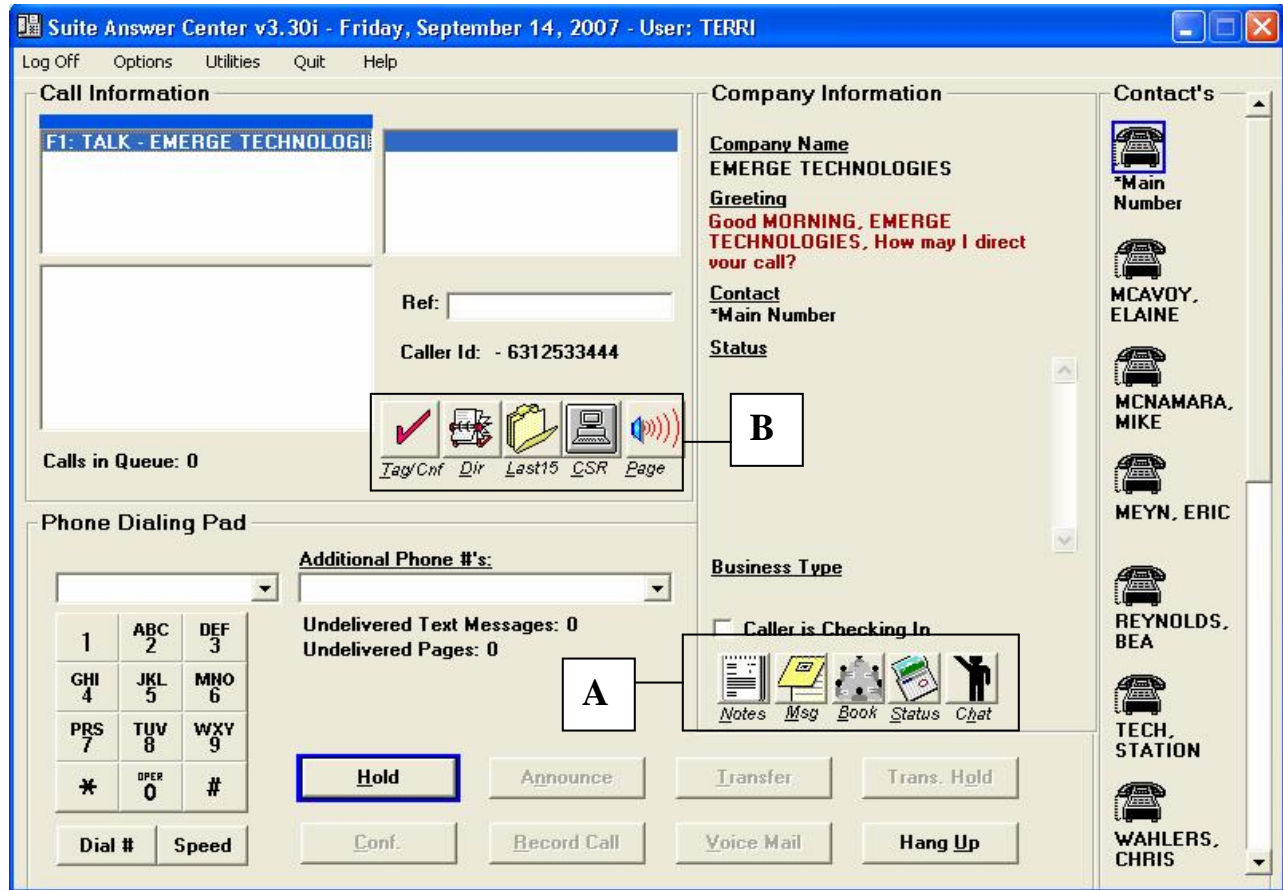 Suite Answer Center v3.30i - Friday, September 14, 2007 - User: TERRI
Log Off Options Utilities Quit Help
Call Information
F1: TALK - EMERGE TECHNOLOGI
Ref:
Caller Id: - 6312533444
Tag/Cnf Dir Last15 CSR Page
B
Calls in Queue: 0
Company Information
Company Name
EMERGE TECHNOLOGIES
Greeting
Good MORNING, EMERGE
TECHNOLOGIES, How may I direct
your call?
Contact
*Main Number
Status
Business Type
Caller is Checking In
A
Notes Msg Book Status Chat
Contact's
*Main
Number
MCAVOY,
ELAINE
MCNAMARA,
MIKE
MEYN, ERIC
REYNOLDS,
BEA
TECH,
STATION
WAHLERS,
CHRIS
Phone Dialing Pad
Additional Phone #'s:
Undelivered Text Messages: 0
Undelivered Pages: 0
1 ABC 2 DEF 3
GHI 4 JKL 5 MNO 6
PRS 7 TUV 8 WXY 9
* OPER 0 #
Dial # Speed
Hold Announce Transfer Trans. Hold
Conf. Record Call Voice Mail Hang Up